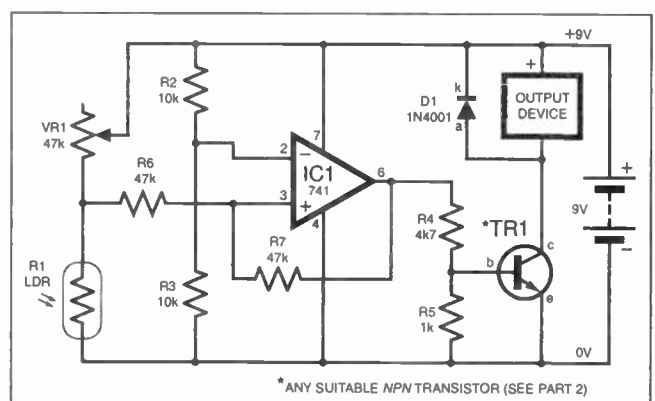 +9V
R2
10k
VR1
47k
D1
1N4001
k
a
+
OUTPUT
DEVICE
R6
47k
2
−
7
IC1
741
3
+
4
6
R7
47k
R4
4k7
*TR1
b
c
e
9V
+
−
R1
LDR
R3
10k
R5
1k
0V
*ANY SUITABLE NPN TRANSISTOR (SEE PART 2)